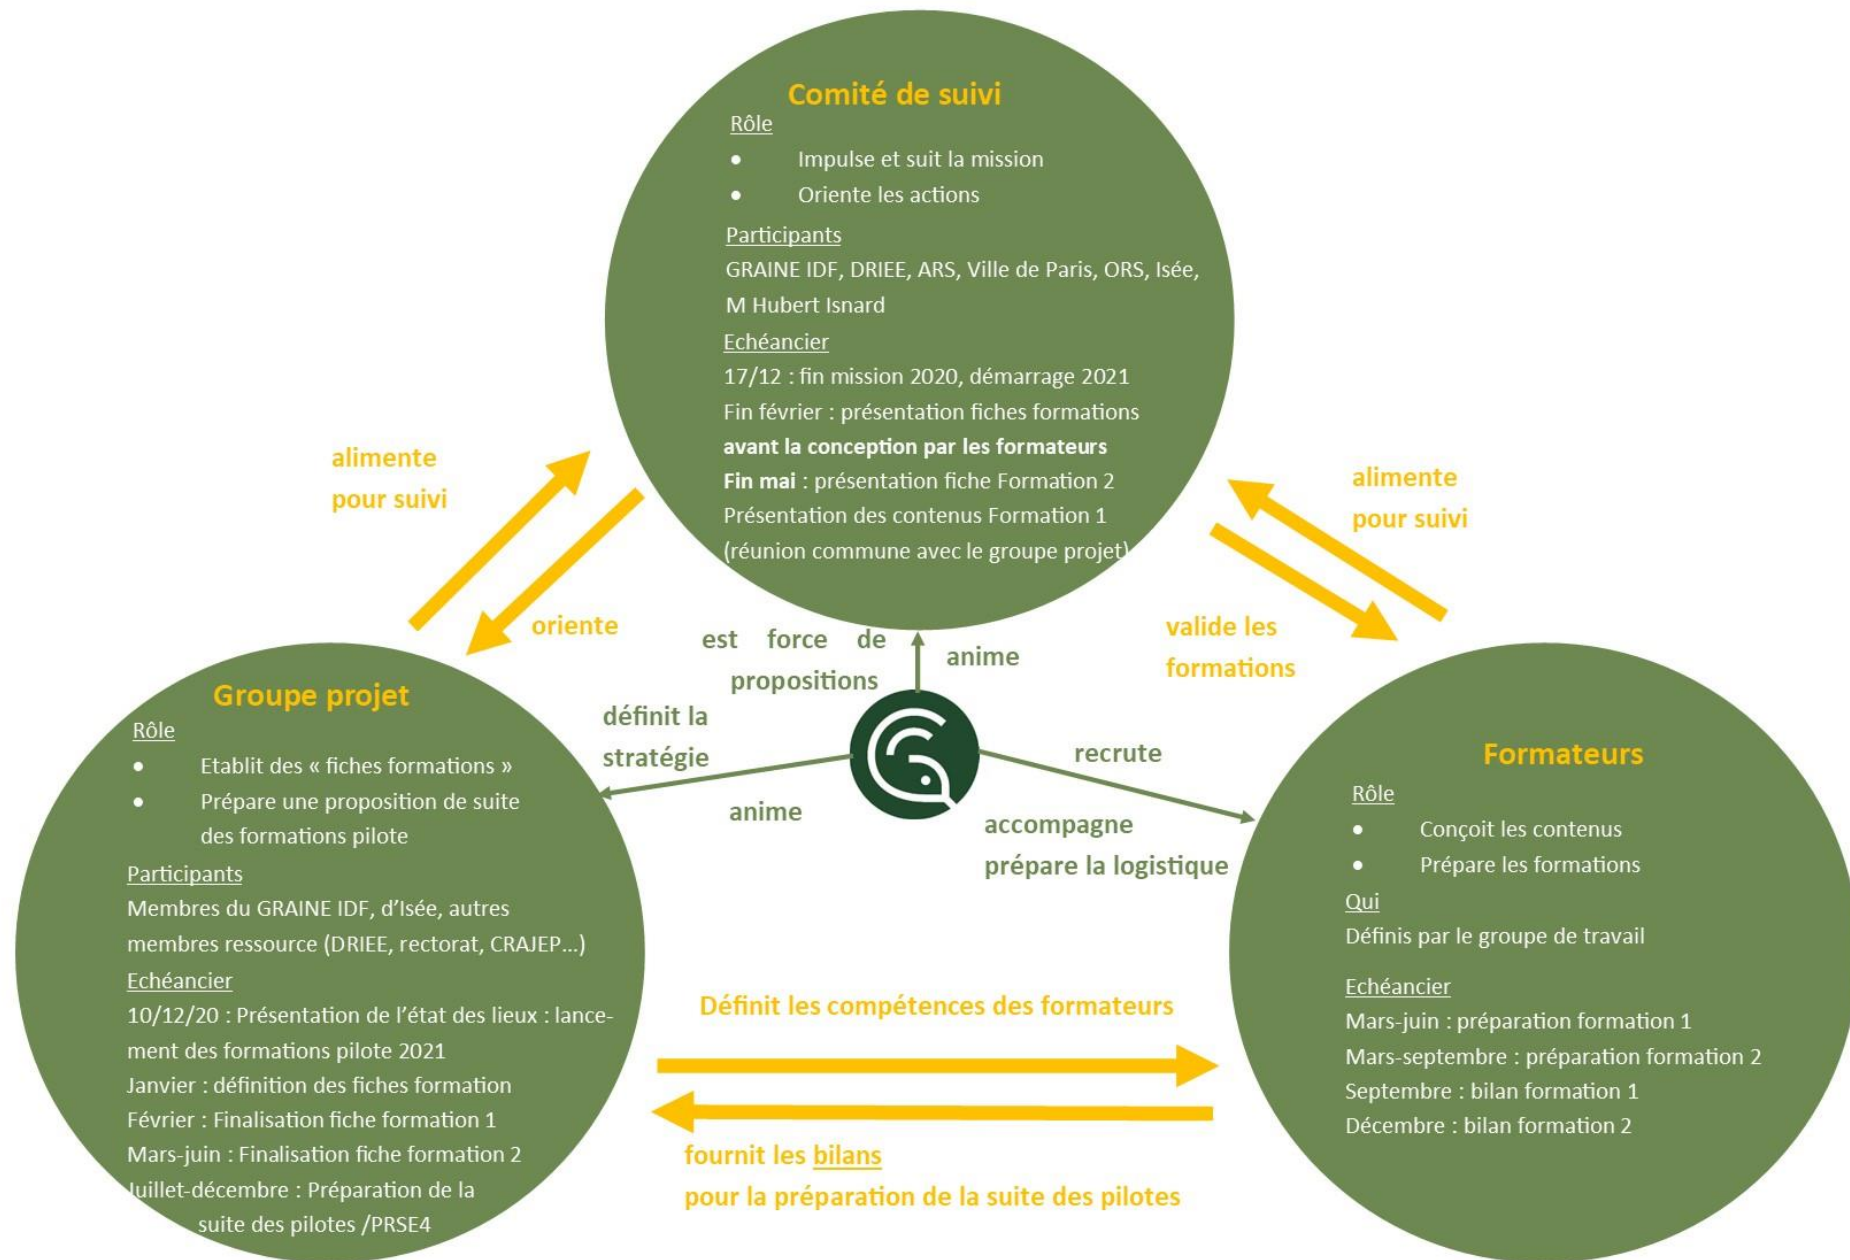 Comité de suivi
Rôle
• Impulse et suit la mission
• Oriente les actions
Participants
GRAINE IDF, DRIEE, ARS, Ville de Paris, ORS, Isée,
M Hubert Isnard
Echéancier
17/12 : fin mission 2020, démarrage 2021
Fin février : présentation fiches formations
avant la conception par les formateurs
Fin mai : présentation fiche Formation 2
Présentation des contenus Formation 1
(réunion commune avec le groupe projet)
alimente
pour suivi
oriente
alimente
pour suivi
valide les
formations
est force de
propositions
anime
définit la
stratégie
anime
recrute
accompagne
prépare la logistique
Groupe projet
Rôle
• Etablit des « fiches formations »
• Prépare une proposition de suite
des formations pilote
Participants
Membres du GRAINE IDF, d’Isée, autres
membres ressource (DRIEE, rectorat, CRAJEP...)
Echéancier
10/12/20 : Présentation de l’état des lieux : lance-
ment des formations pilote 2021
Janvier : définition des fiches formation
Février : Finalisation fiche formation 1
Mars-juin : Finalisation fiche formation 2
Juillet-décembre : Préparation de la
suite des pilotes /PRSE4
Formateurs
Rôle
• Conçoit les contenus
• Prépare les formations
Qui
Définis par le groupe de travail
Echéancier
Mars-juin : préparation formation 1
Mars-septembre : préparation formation 2
Septembre : bilan formation 1
Décembre : bilan formation 2
Définit les compétences des formateurs
fournit les bilans
pour la préparation de la suite des pilotes